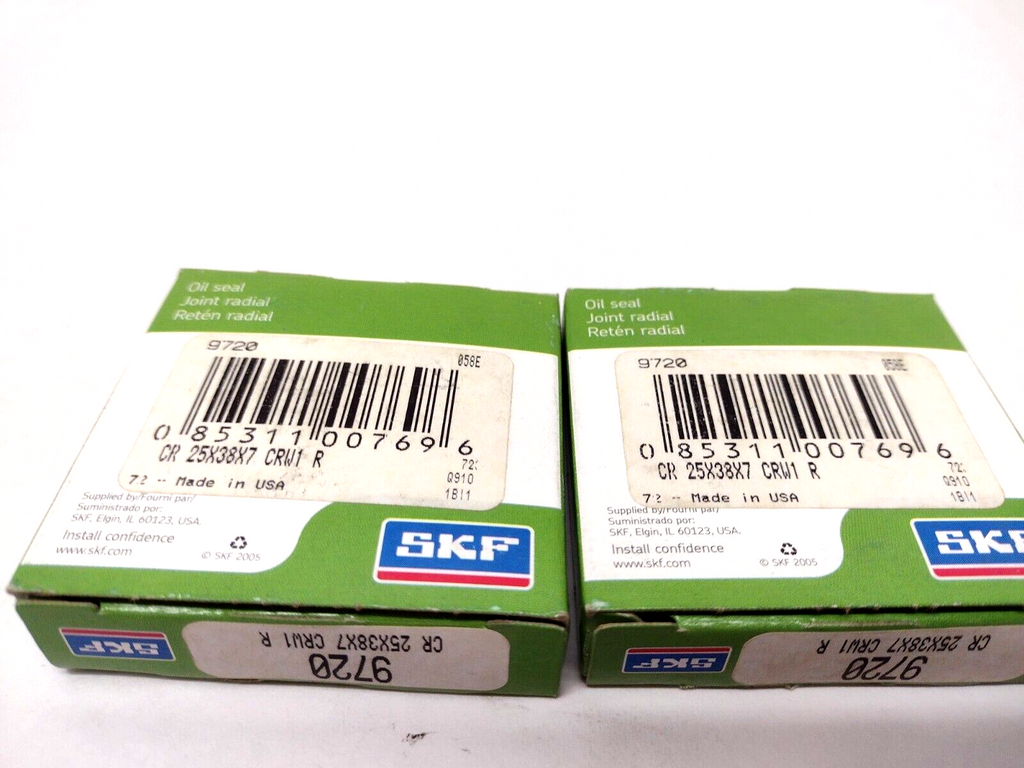 Oil seal
Joint radial
Retén radial
9720
058E
0 85311 00769 6
CR 25X38X7 CRW1 R
Q910
1B11
72 -- Made in USA
Supplied by/Fourni par/
Suministrado por:
SKF, Elgin, IL 60123, USA.
Install confidence
www.skf.com
© SKF 2005
SKF
SKF
9720
CR 25X38X7 CRW1 R
Oil seal
Joint radial
Retén radial
9720
0 85311 00769 6
CR 25X38X7 CRW1 R
Q910
1B11
72 -- Made in USA
Supplied by/Fourni par/
Suministrado por:
SKF, Elgin, IL 60123, USA.
Install confidence
www.skf.com
© SKF 2005
SKF
SKF
9720
CR 25X38X7 CRW1 R